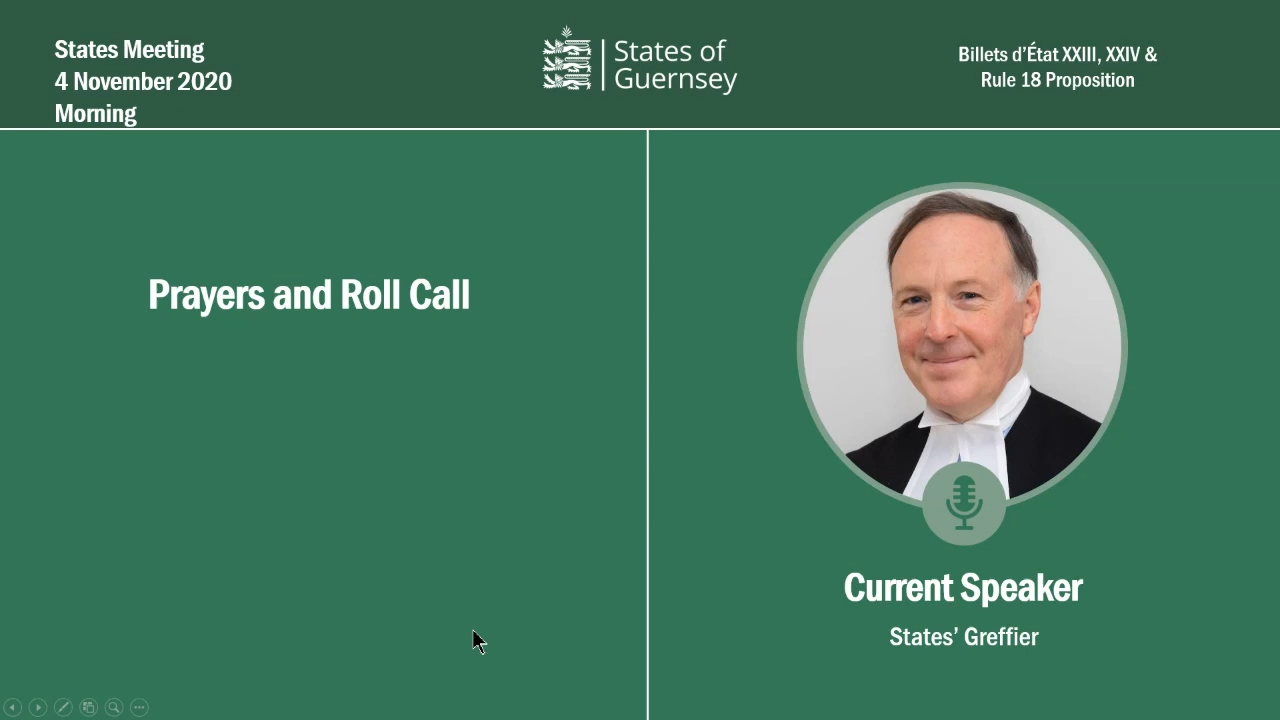 States Meeting
4 November 2020
Morning
States of
Guernsey
Billets d’État XXIII, XXIV &
Rule 18 Proposition
Prayers and Roll Call
Current Speaker
States’ Greffier